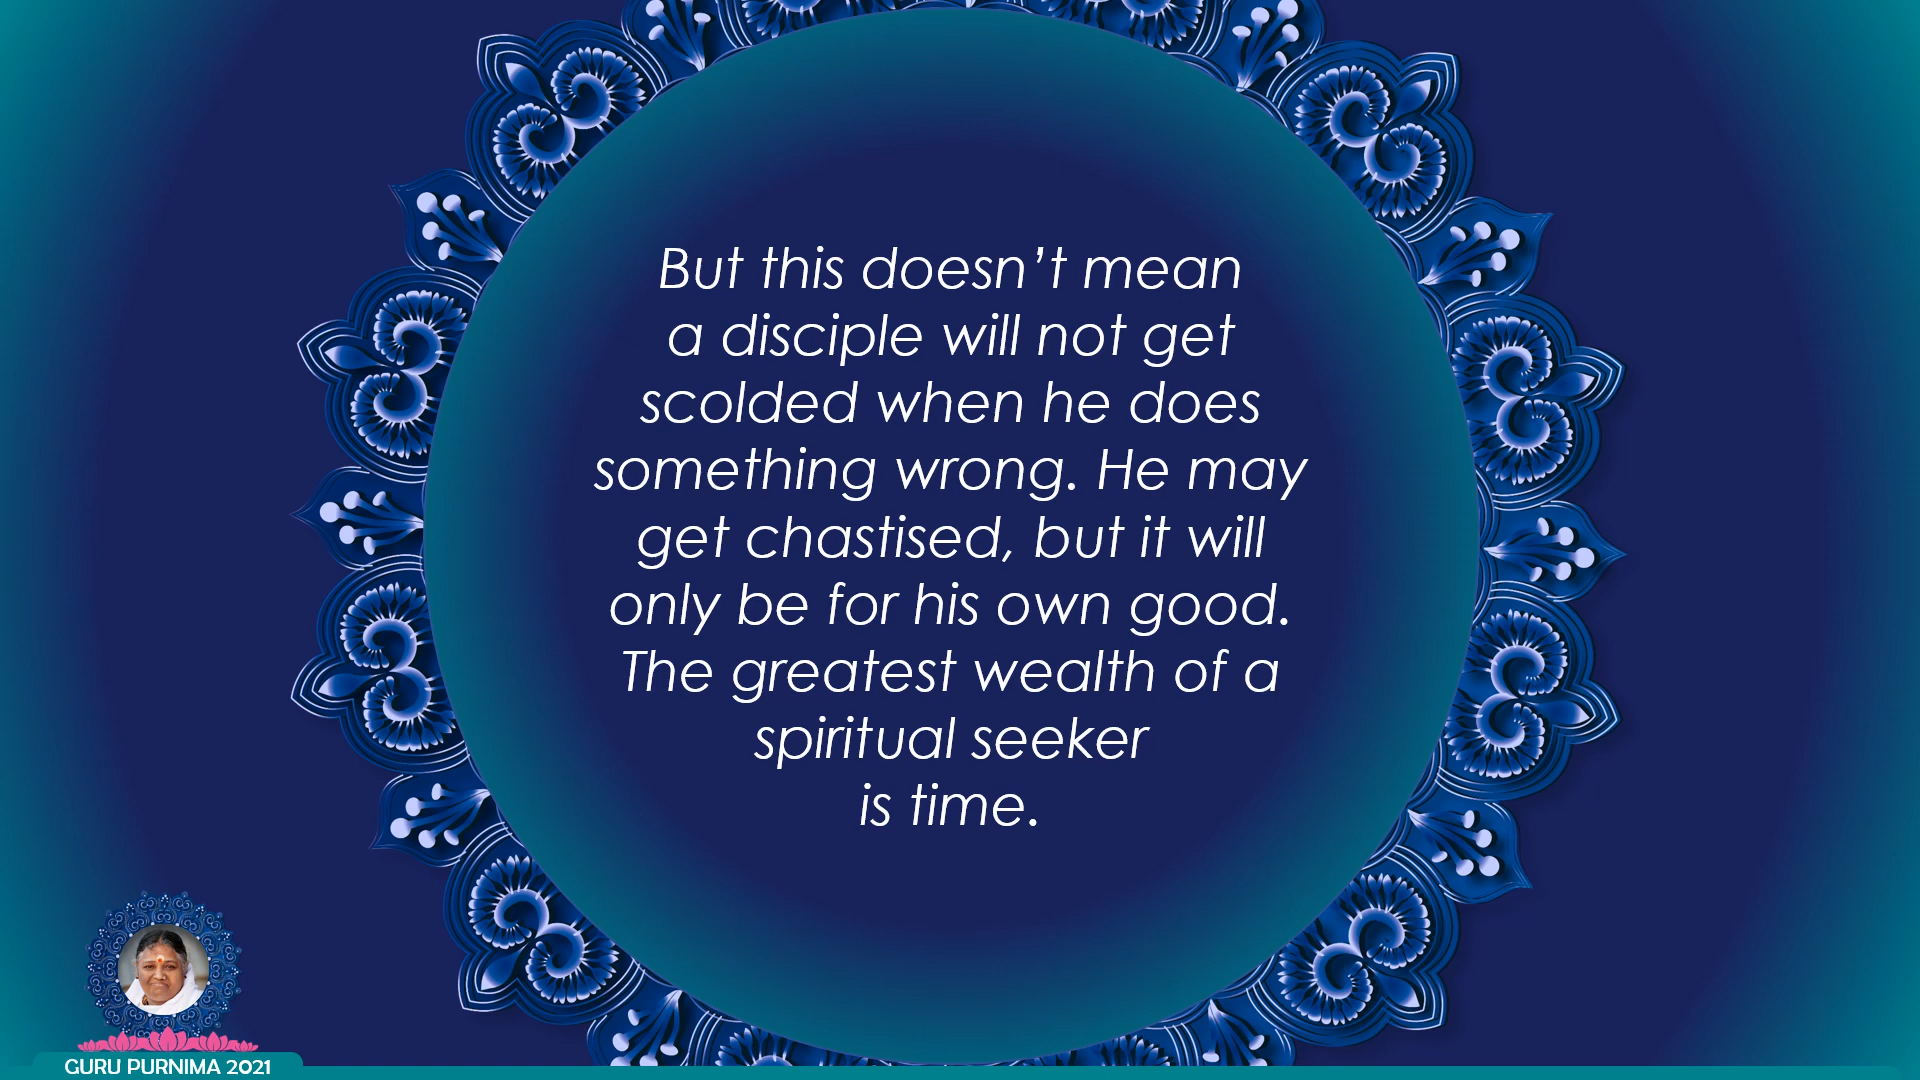 But this doesn’t mean
a disciple will not get
scolded when he does
something wrong. He may
get chastised, but it will
only be for his own good.
The greatest wealth of a
spiritual seeker
is time.
GURU PURNIMA 2021